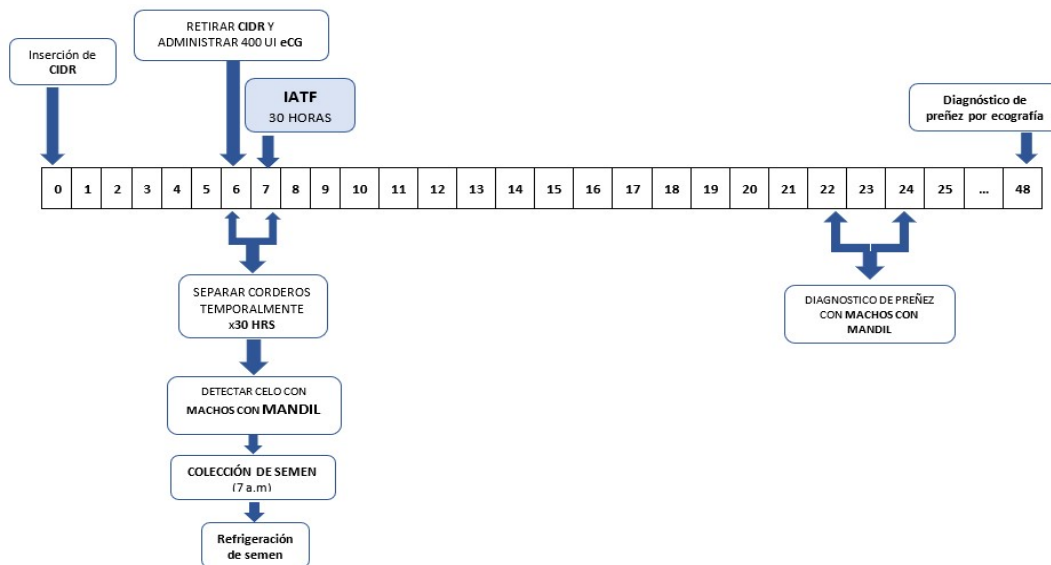 RETIRAR CIDR Y
ADMINISTRAR 400 UI eCG
Inserción de
CIDR
IATF
30 HORAS
Diagnóstico de
preñez por ecografía
0 1 2 3 4 5 6 7 8 9 10 11 12 13 14 15 16 17 18 19 20 21 22 23 24 25 ... 48
SEPARAR CORDEROS
TEMPORALMENTE
x30 HRS
DIAGNOSTICO DE PREÑEZ
CON MACHOS CON
MANDIL
DETECTAR CELO CON
MACHOS CON MANDIL
COLECCIÓN DE SEMEN
(7 a.m)
Refrigeración
de semen